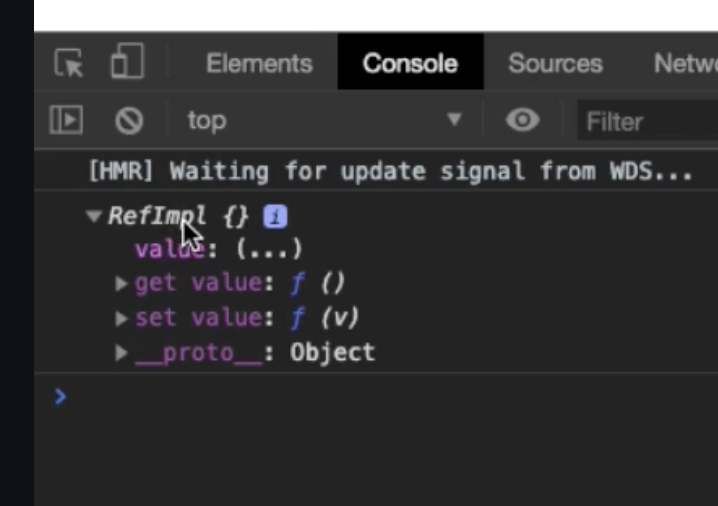 Elements Console Sources Netwo
top Filter
[HMR] Waiting for update signal from WDS...
▼RefImpl {} i
value: (...)
▶get value: ƒ ()
▶set value: ƒ (v)
▶__proto__: Object
>